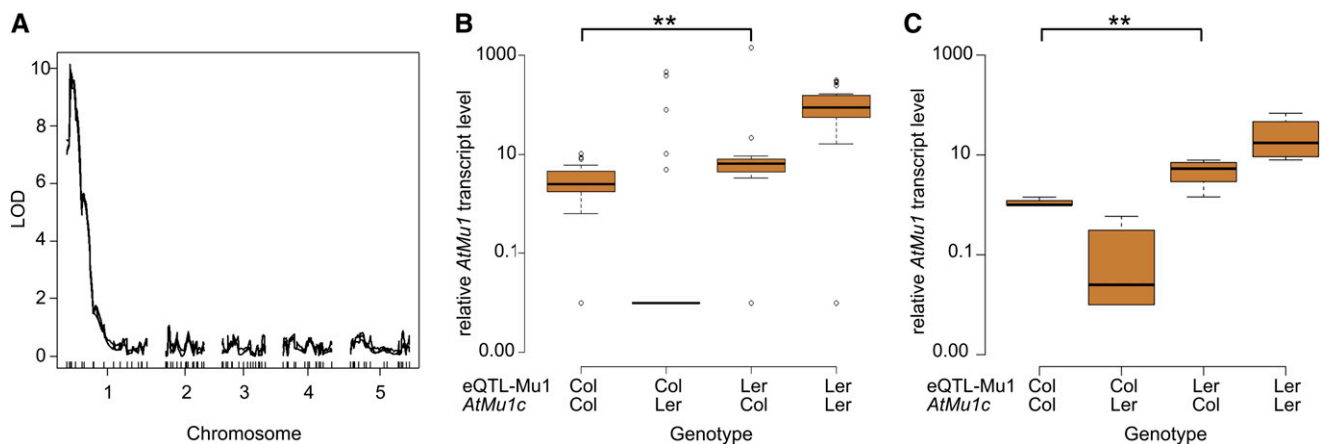 A
LOD
10
8
6
4
2
0
1 2 3 4 5
Chromosome
B
**
relative AtMu1 transcript level
1000
10
0.1
0.00
eQTL-Mu1 Col Col Ler Ler
AtMu1c Col Ler Col Ler
Genotype
C
**
relative AtMu1 transcript level
1000
10
0.1
0.00
eQTL-Mu1 Col Col Ler Ler
AtMu1c Col Ler Col Ler
Genotype